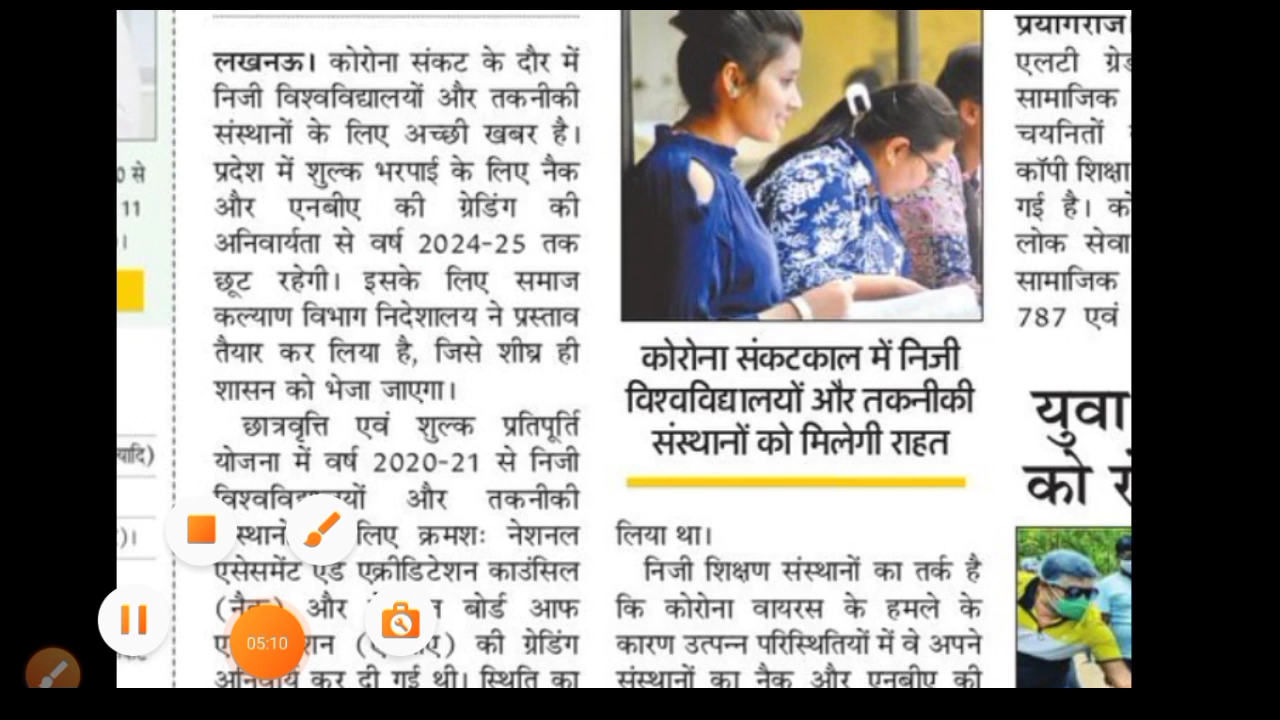 लखनऊ। कोरोना संकट के दौर में
निजी विश्वविद्यालयों और तकनीकी
संस्थानों के लिए अच्छी खबर है।
प्रदेश में शुल्क भरपाई के लिए नैक
और एनबीए की ग्रेडिंग की
अनिवार्यता से वर्ष 2024-25 तक
छूट रहेगी। इसके लिए समाज
कल्याण विभाग निदेशालय ने प्रस्ताव
तैयार कर लिया है, जिसे शीघ्र ही
शासन को भेजा जाएगा।
छात्रवृत्ति एवं शुल्क प्रतिपूर्ति
योजना में वर्ष 2020-21 से निजी
और तकनीकी
लिए क्रमशः नेशनल
एसेसमेंट एंड एक्रीडिटेशन काउंसिल
और बोर्ड आफ
की ग्रेडिंग
अनिवार्य कर दी गई थी। स्थिति का
कोरोना संकटकाल में निजी
विश्वविद्यालयों और तकनीकी
संस्थानों को मिलेगी राहत
लिया था।
निजी शिक्षण संस्थानों का तर्क है
कि कोरोना वायरस के हमले के
कारण उत्पन्न परिस्थितियों में वे अपने
संस्थानों का नैक और एनबीए की
प्रयागराज
एलटी
सामाजिक
चयनितों
कॉपी शिक्षा
गई है।
लोक सेवा
सामाजिक
787 एवं
युवा
को
से
11
05:10